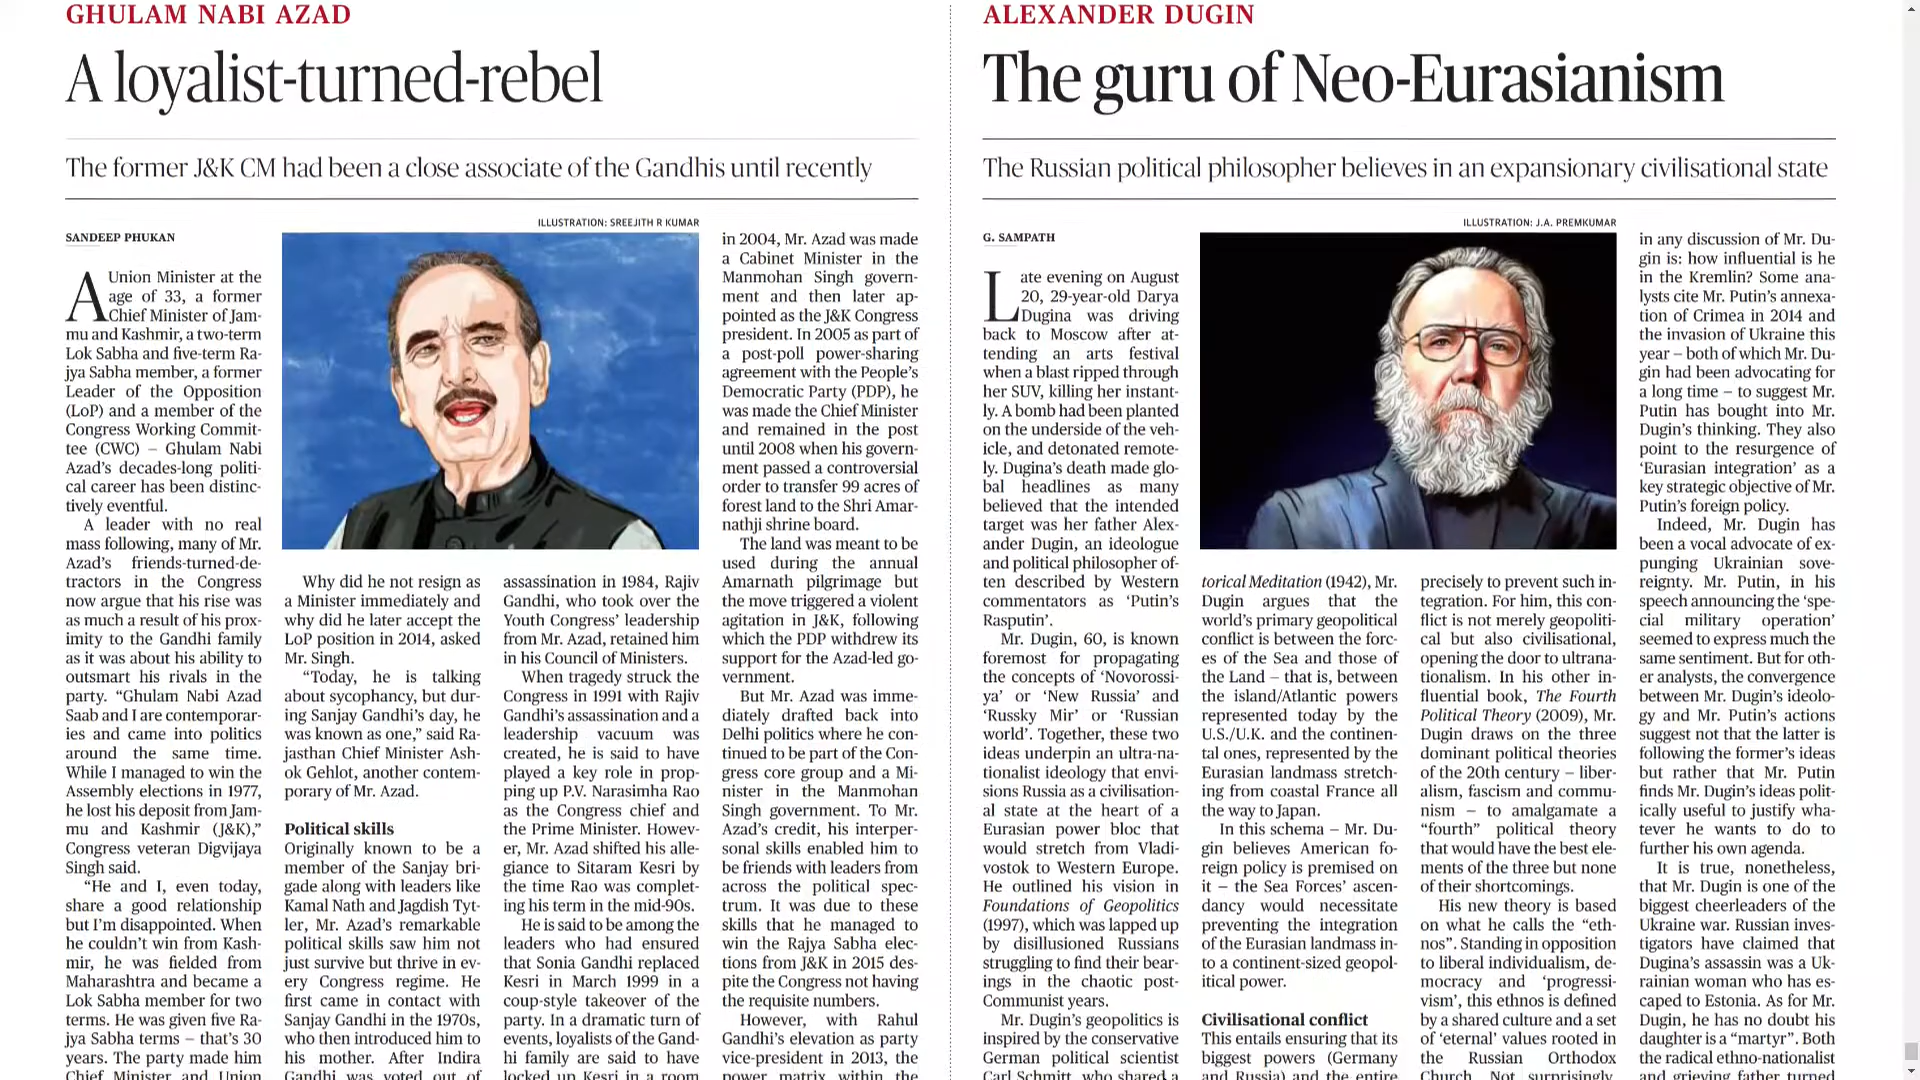 GHULAM NABI AZAD
A loyalist-turned-rebel
The former J&K CM had been a close associate of the Gandhis until recently
SANDEEP PHUKAN
ILLUSTRATION: SREEJITH R KUMAR
A Union Minister at the
age of 33, a former
Chief Minister of Jam-
mu and Kashmir, a two-term
Lok Sabha and five-term Ra-
jya Sabha member, a former
Leader of the Opposition
(LoP) and a member of the
Congress Working Commit-
tee (CWC) – Ghulam Nabi
Azad’s decades-long politi-
cal career has been distinc-
tively eventful.
A leader with no real
mass following, many of Mr.
Azad’s friends-turned-de-
tractors in the Congress
now argue that his rise was
as much a result of his prox-
imity to the Gandhi family
as it was about his ability to
outsmart his rivals in the
party. “Ghulam Nabi Azad
Saab and I are contemporar-
ies and came into politics
around the same time.
While I managed to win the
Assembly elections in 1977,
he lost his deposit from Jam-
mu and Kashmir (J&K),”
Congress veteran Digvijaya
Singh said.
“He and I, even today,
share a good relationship
but I’m disappointed. When
he couldn’t win from Kash-
mir, he was fielded from
Maharashtra and became a
Lok Sabha member for two
terms. He was given five Ra-
jya Sabha terms – that’s 30
years. The party made him
Chief Minister and Union
Why did he not resign as
a Minister immediately and
why did he later accept the
LoP position in 2014, asked
Mr. Singh.
“Today, he is talking
about sycophancy, but dur-
ing Sanjay Gandhi’s day, he
was known as one,” said Ra-
jasthan Chief Minister Ash-
ok Gehlot, another contem-
porary of Mr. Azad.
Political skills
Originally known to be a
member of the Sanjay bri-
gade along with leaders like
Kamal Nath and Jagdish Tyt-
ler, Mr. Azad’s remarkable
political skills saw him not
just survive but thrive in ev-
ery Congress regime. He
first came in contact with
Sanjay Gandhi in the 1970s,
who then introduced him to
his mother. After Indira
Gandhi was voted out of
assassination in 1984, Rajiv
Gandhi, who took over the
Youth Congress’ leadership
from Mr. Azad, retained him
in his Council of Ministers.
When tragedy struck the
Congress in 1991 with Rajiv
Gandhi’s assassination and a
leadership vacuum was
created, he is said to have
played a key role in prop-
ping up P.V. Narasimha Rao
as the Congress chief and
the Prime Minister. Howev-
er, Mr. Azad shifted his alle-
giance to Sitaram Kesri by
the time Rao was complet-
ing his term in the mid-90s.
He is said to be among the
leaders who had ensured
that Sonia Gandhi replaced
Kesri in March 1999 in a
coup-style takeover of the
party. In a dramatic turn of
events, loyalists of the Gand-
hi family are said to have
locked up Kesri in a room
in 2004, Mr. Azad was made
a Cabinet Minister in the
Manmohan Singh govern-
ment and then later ap-
pointed as the J&K Congress
president. In 2005 as part of
a post-poll power-sharing
agreement with the People’s
Democratic Party (PDP), he
was made the Chief Minister
and remained in the post
until 2008 when his govern-
ment passed a controversial
order to transfer 99 acres of
forest land to the Shri Amar-
nathji shrine board.
The land was meant to be
used during the annual
Amarnath pilgrimage but
the move triggered a violent
agitation in J&K, following
which the PDP withdrew its
support for the Azad-led go-
vernment.
But Mr. Azad was imme-
diately drafted back into
Delhi politics where he con-
tinued to be part of the Con-
gress core group and a Mi-
nister in the Manmohan
Singh government. To Mr.
Azad’s credit, his interper-
sonal skills enabled him to
be friends with leaders from
across the political spec-
trum. It was due to these
skills that he managed to
win the Rajya Sabha elec-
tions from J&K in 2015 des-
pite the Congress not having
the requisite numbers.
However, with Rahul
Gandhi’s elevation as party
vice-president in 2013, the
power matrix within the
ALEXANDER DUGIN
The guru of Neo-Eurasianism
The Russian political philosopher believes in an expansionary civilisational state
G. SAMPATH
ILLUSTRATION: J.A. PREMKUMAR
Late evening on August
20, 29-year-old Darya
Dugina was driving
back to Moscow after at-
tending an arts festival
when a blast ripped through
her SUV, killing her instant-
ly. A bomb had been planted
on the underside of the veh-
icle, and detonated remote-
ly. Dugina’s death made glo-
bal headlines as many
believed that the intended
target was her father Alex-
ander Dugin, an ideologue
and political philosopher of-
ten described by Western
commentators as ‘Putin’s
Rasputin’.
Mr. Dugin, 60, is known
foremost for propagating
the concepts of ‘Novorossi-
ya’ or ‘New Russia’ and
‘Russky Mir’ or ‘Russian
world’. Together, these two
ideas underpin an ultra-na-
tionalist ideology that envi-
sions Russia as a civilisation-
al state at the heart of a
Eurasian power bloc that
would stretch from Vladi-
vostok to Western Europe.
He outlined his vision in
Foundations of Geopolitics
(1997), which was lapped up
by disillusioned Russians
struggling to find their bear-
ings in the chaotic post-
Communist years.
Mr. Dugin’s geopolitics is
inspired by the conservative
German political scientist
Carl Schmitt, who shared a
torical Meditation (1942), Mr.
Dugin argues that the
world’s primary geopolitical
conflict is between the forc-
es of the Sea and those of
the Land – that is, between
the island/Atlantic powers
represented today by the
U.S./U.K. and the continen-
tal ones, represented by the
Eurasian landmass stretch-
ing from coastal France all
the way to Japan.
In this schema – Mr. Du-
gin believes American fo-
reign policy is premised on
it – the Sea Forces’ ascen-
dancy would necessitate
preventing the integration
of the Eurasian landmass in-
to a continent-sized geopol-
itical power.
Civilisational conflict
This entails ensuring that its
biggest powers (Germany
and Russia) and the entire
precisely to prevent such in-
tegration. For him, this con-
flict is not merely geopoliti-
cal but also civilisational,
opening the door to ultrana-
tionalism. In his other in-
fluential book, The Fourth
Political Theory (2009), Mr.
Dugin draws on the three
dominant political theories
of the 20th century – liber-
alism, fascism and commu-
nism – to amalgamate a
“fourth” political theory
that would have the best ele-
ments of the three but none
of their shortcomings.
His new theory is based
on what he calls the “eth-
nos”. Standing in opposition
to liberal individualism, de-
mocracy and ‘progressi-
vism’, this ethnos is defined
by a shared culture and a set
of ‘eternal’ values rooted in
the Russian Orthodox
Church. Not surprisingly,
in any discussion of Mr. Du-
gin is: how influential is he
in the Kremlin? Some ana-
lysts cite Mr. Putin’s annexa-
tion of Crimea in 2014 and
the invasion of Ukraine this
year – both of which Mr. Du-
gin had been advocating for
a long time – to suggest Mr.
Putin has bought into Mr.
Dugin’s thinking. They also
point to the resurgence of
‘Eurasian integration’ as a
key strategic objective of Mr.
Putin’s foreign policy.
Indeed, Mr. Dugin has
been a vocal advocate of ex-
punging Ukrainian sove-
reignty. Mr. Putin, in his
speech announcing the ‘spe-
cial military operation’
seemed to express much the
same sentiment. But for oth-
er analysts, the convergence
between Mr. Dugin’s ideolo-
gy and Mr. Putin’s actions
suggest not that the latter is
following the former’s ideas
but rather that Mr. Putin
finds Mr. Dugin’s ideas polit-
ically useful to justify wha-
tever he wants to do to
further his own agenda.
It is true, nonetheless,
that Mr. Dugin is one of the
biggest cheerleaders of the
Ukraine war. Russian inves-
tigators have claimed that
Dugina’s assassin was a Uk-
rainian woman who has es-
caped to Estonia. As for Mr.
Dugin, he has no doubt his
daughter is a “martyr”. Both
the radical ethno-nationalist
and grieving father turned